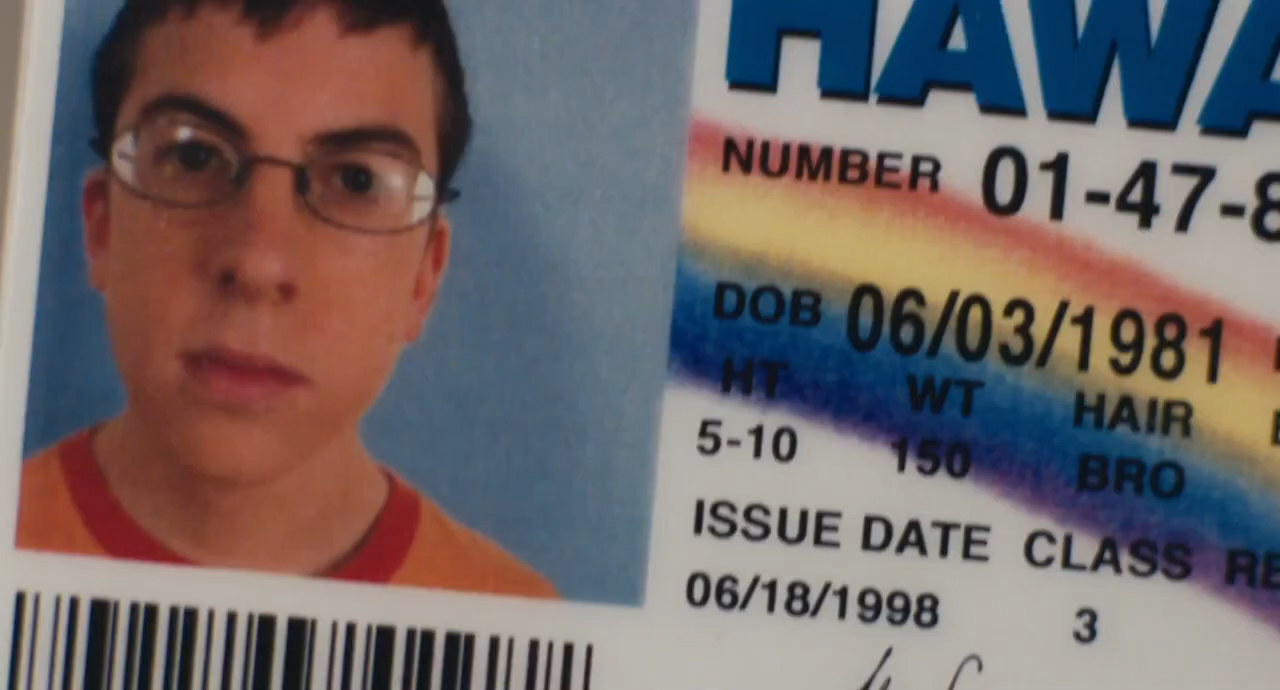 HAWA
NUMBER 01-47-8
DOB 06/03/1981
HT WT HAIR
5-10 150 BRO
ISSUE DATE CLASS RE
06/18/1998 3